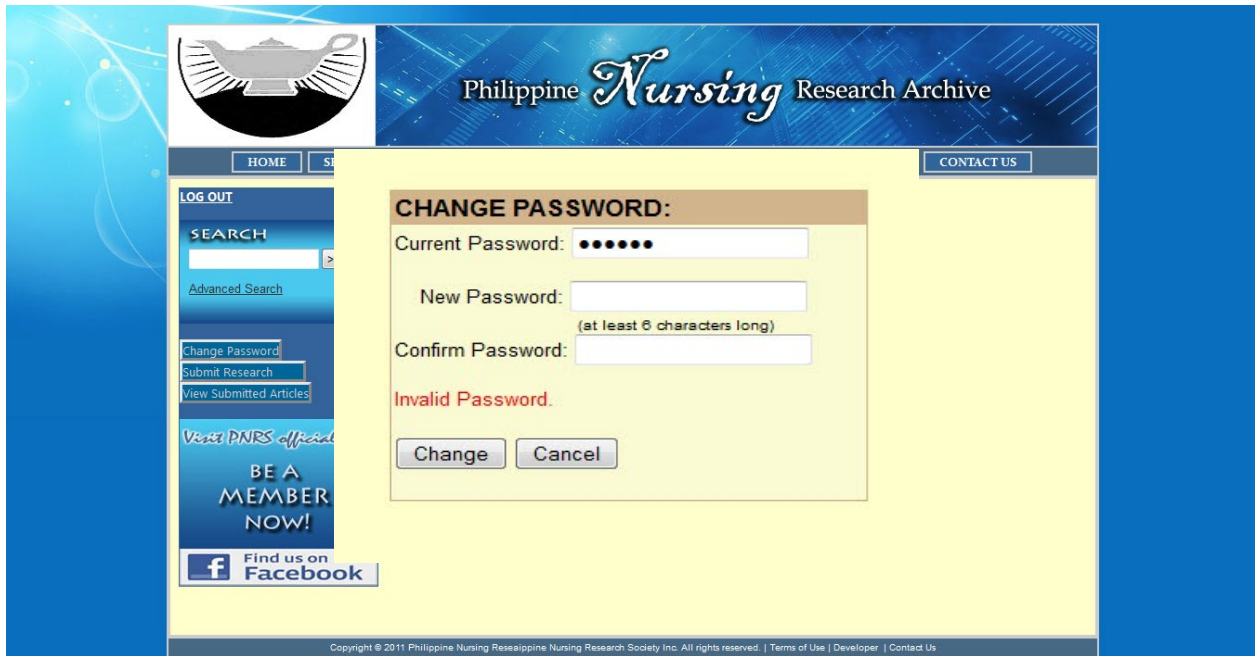 Philippine Nursing Research Archive
HOME
CONTACT US
LOG OUT
SEARCH
>
Advanced Search
Change Password
Submit Research
View Submitted Articles
Visit PNRS official
BE A
MEMBER
NOW!
f Find us on
Facebook
CHANGE PASSWORD:
Current Password: ●●●●●●
New Password:
(at least 6 characters long)
Confirm Password:
Invalid Password.
Change Cancel
Copyright © 2011 Philippine Nursing Reseaippine Nursing Research Society Inc. All rights reserved. | Terms of Use | Developer | Contact Us